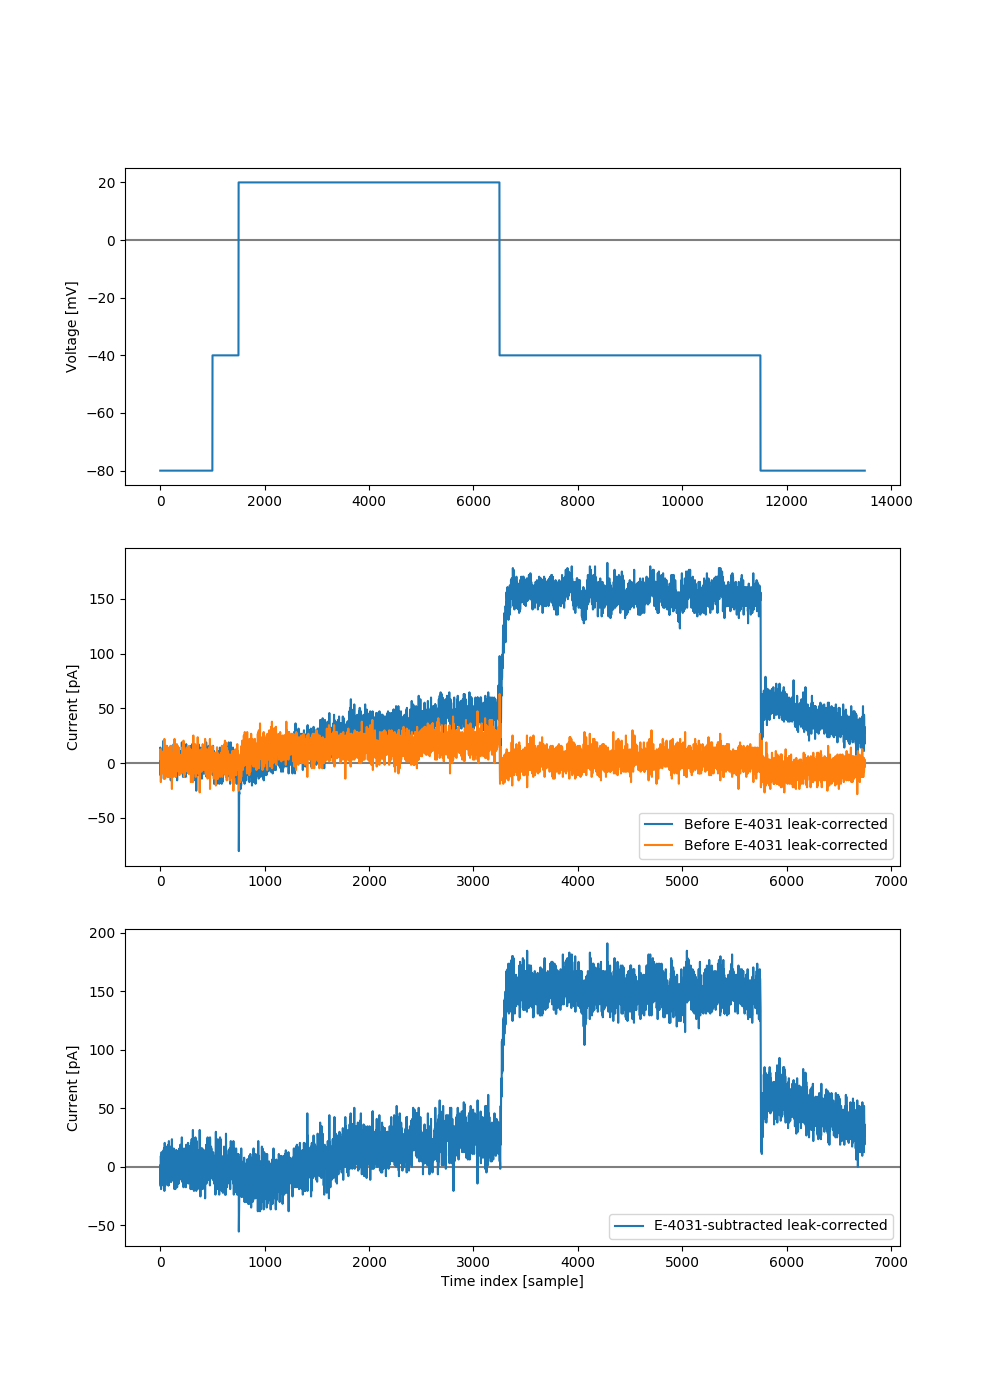 20
0
−20
−40
−60
−80
Voltage [mV]
0 2000 4000 6000 8000 10000 12000 14000
150
100
50
0
−50
Current [pA]
Before E-4031 leak-corrected
Before E-4031 leak-corrected
0 1000 2000 3000 4000 5000 6000 7000
200
150
100
50
0
−50
Current [pA]
E-4031-subtracted leak-corrected
0 1000 2000 3000 4000 5000 6000 7000
Time index [sample]